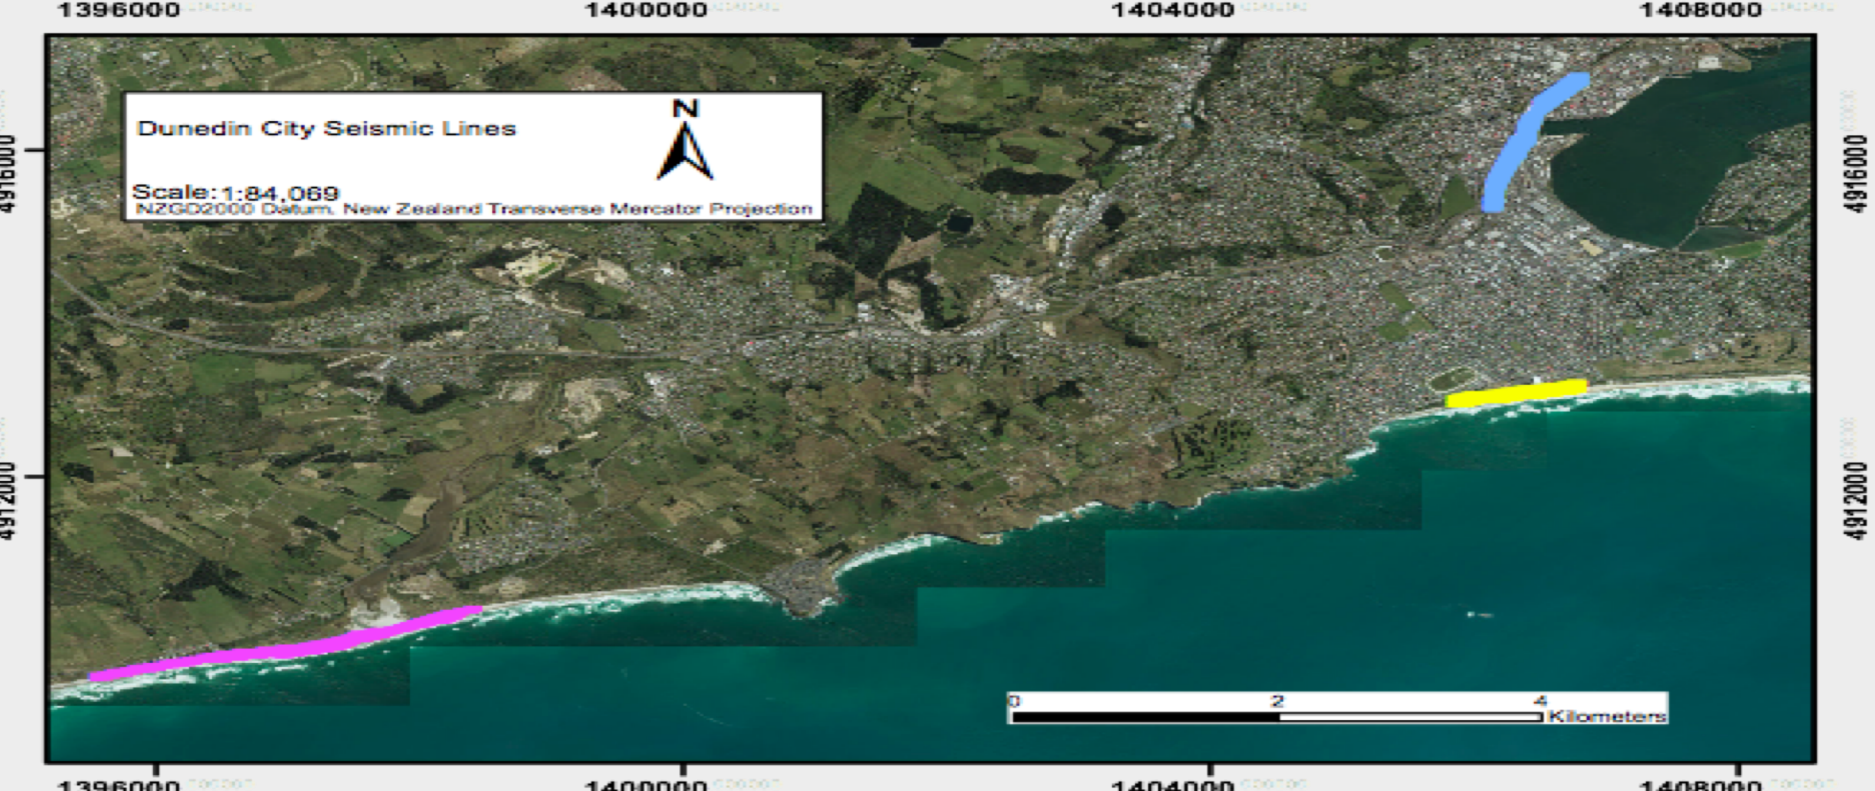 1396000 1400000 1404000 1408000
N
Dunedin City Seismic Lines
Scale: 1:84,069
NZGD2000 Datum. New Zealand Transverse Mercator Projection
4916000 4916000
4912000 4912000
0 2 4
Kilometers
1396000 1400000 1404000 1408000